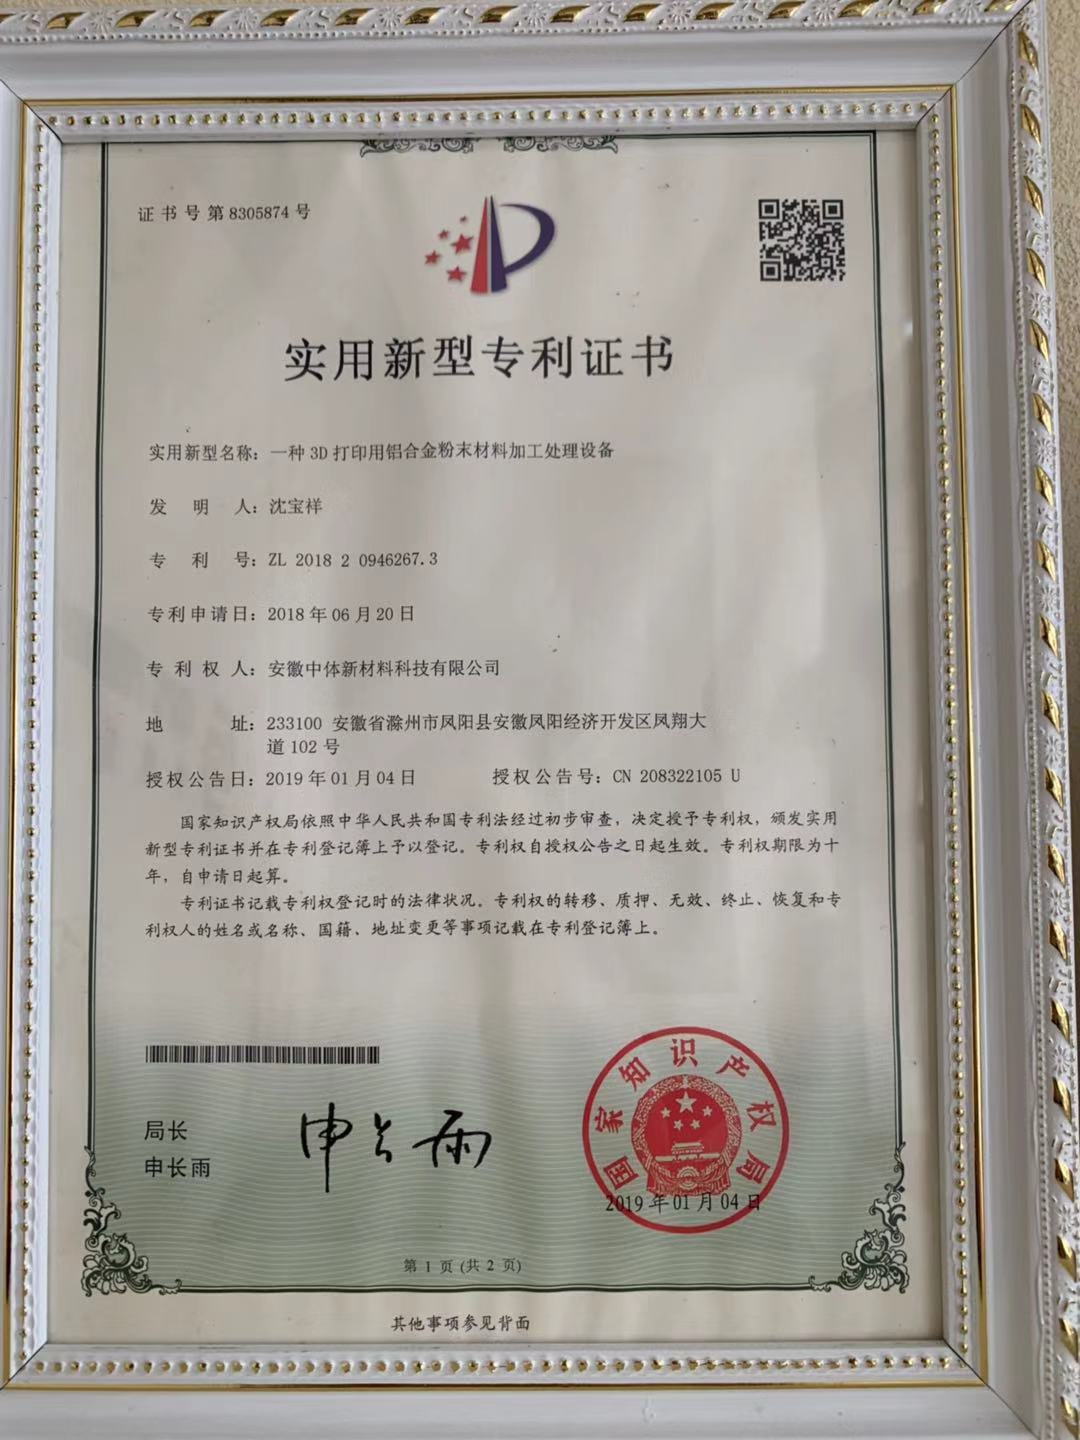 证书号第8305874号
实用新型专利证书
实用新型名称：一种3D打印用铝合金粉末材料加工处理设备
发明人：沈宝祥
专利号：ZL 2018 2 0946267.3
专利申请日：2018年06月20日
专利权人：安徽中体新材料科技有限公司
地址：233100 安徽省滁州市凤阳县安徽凤阳经济开发区凤翔大
道102号
授权公告日：2019年01月04日 授权公告号：CN 208322105 U
国家知识产权局依照中华人民共和国专利法经过初步审查，决定授予专利权，颁发实用
新型专利证书并在专利登记簿上予以登记。专利权自授权公告之日起生效。专利权期限为十
年，自申请日起算。
专利证书记载专利权登记时的法律状况。专利权的转移、质押、无效、终止、恢复和专
利权人的姓名或名称、国籍、地址变更等事项记载在专利登记簿上。
局长
申长雨
申长雨
国家知识产权局
2019年01月04日
第1页(共2页)
其他事项参见背面